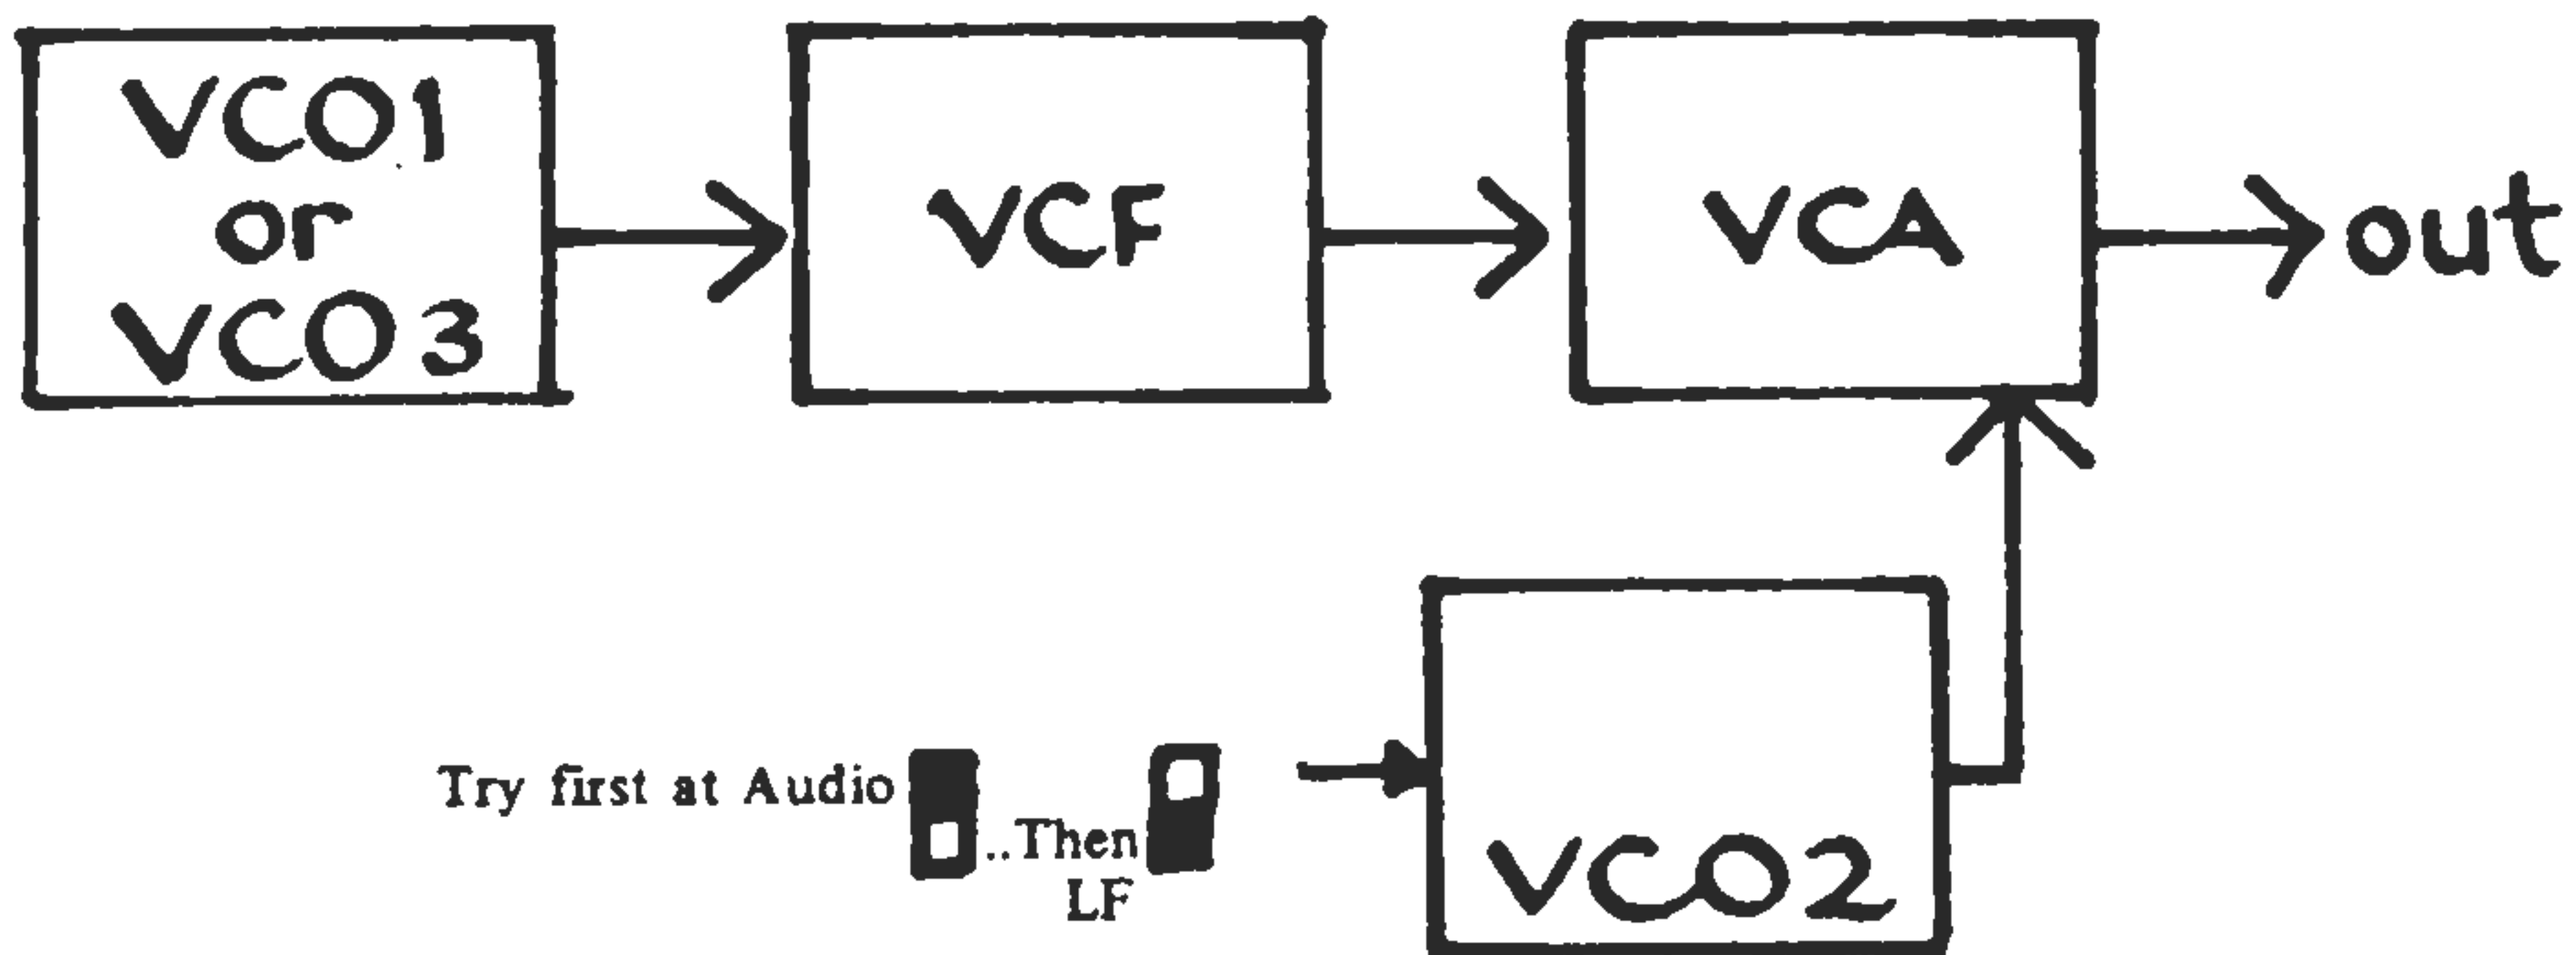 VCO1
or
VCO3
VCF
VCA
out
Try first at Audio
..Then
LF
VCO2